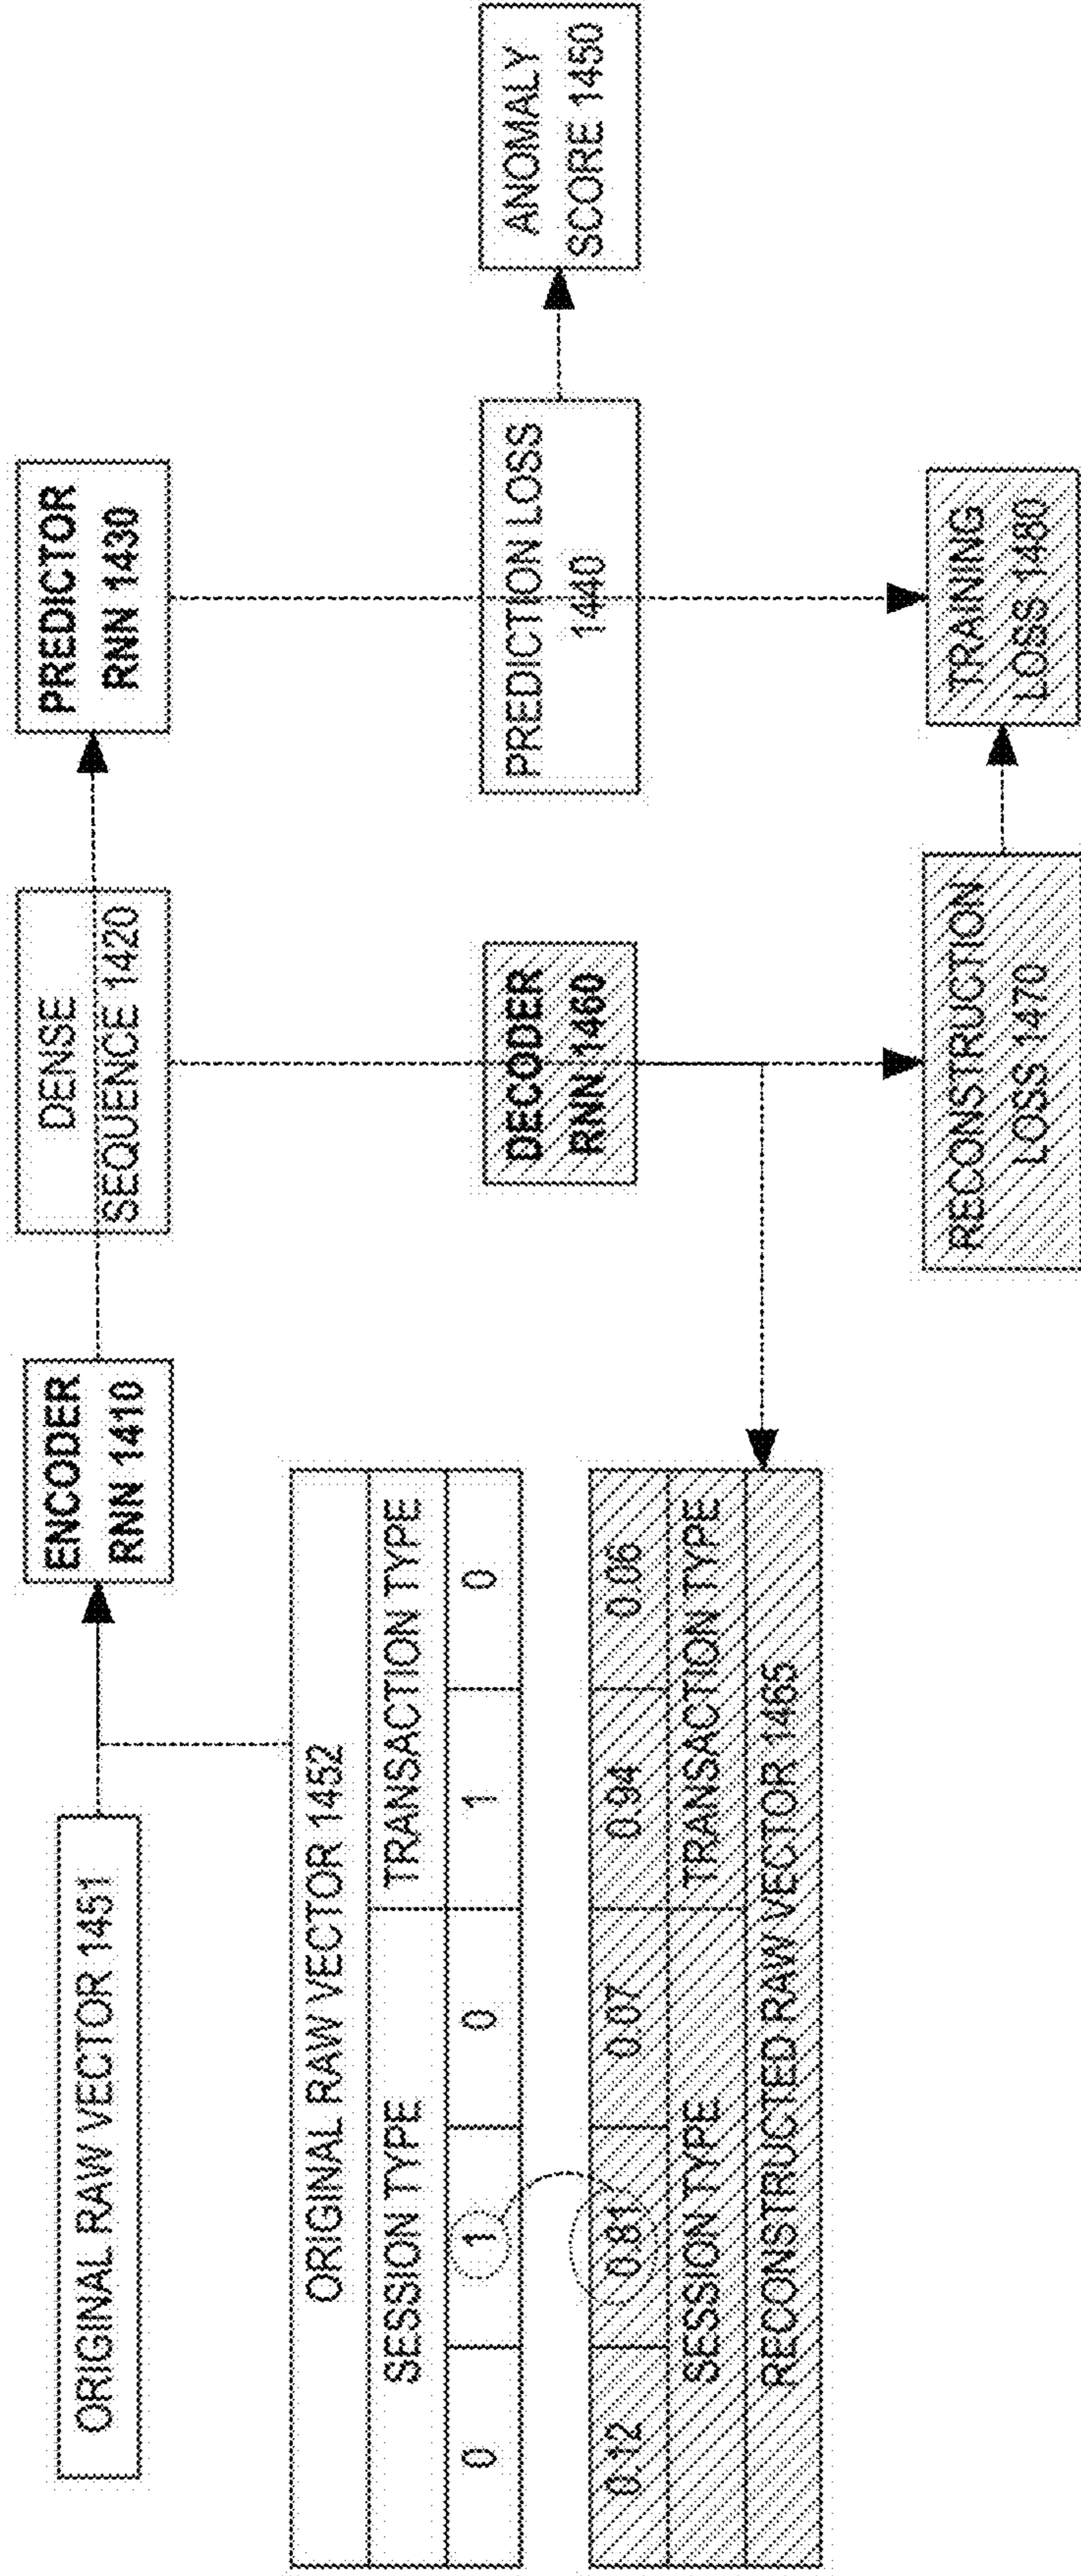 ORIGINAL RAW VECTOR 1451
ENCODER
RNN 1410
DENSE
SEQUENCE 1420
PREDICTOR
RNN 1430
ORIGINAL RAW VECTOR 1452
SESSION TYPE TRANSACTION TYPE
0 1 0 1 0
0.12 0.81 0.07 0.94 0.06
SESSION TYPE TRANSACTION TYPE
RECONSTRUCTED RAW VECTOR 1465
DECODER
RNN 1460
PREDICTION LOSS
1440
ANOMALY
SCORE 1450
RECONSTRUCTION
LOSS 1470
TRAINING
LOSS 1480